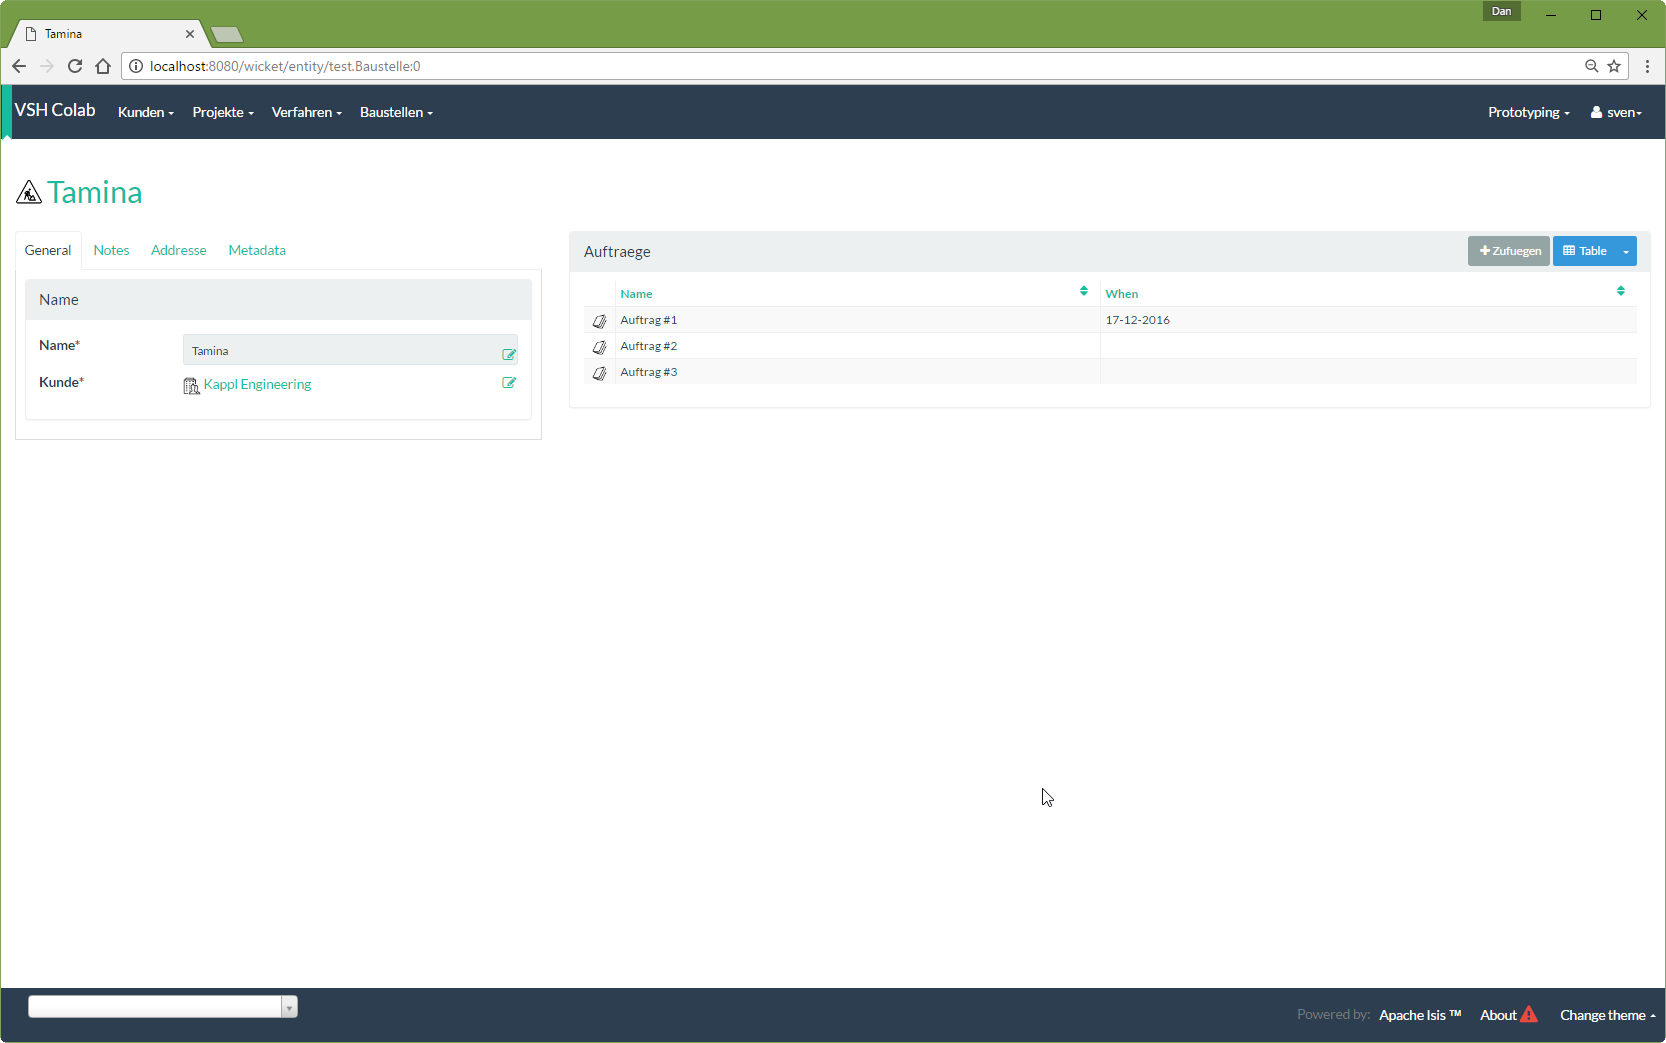 Dan
Tamina
localhost:8080/wicket/entity/test.Baustelle:0
VSH Colab Kunden Projekte Verfahren Baustellen Prototyping sven
Tamina
General Notes Addresse Metadata
Name
Name* Tamina
Kunde* Kappl Engineering
Auftraege Zufuegen Table
Name When
Auftrag #1 17-12-2016
Auftrag #2
Auftrag #3
Powered by: Apache Isis ™ About Change theme